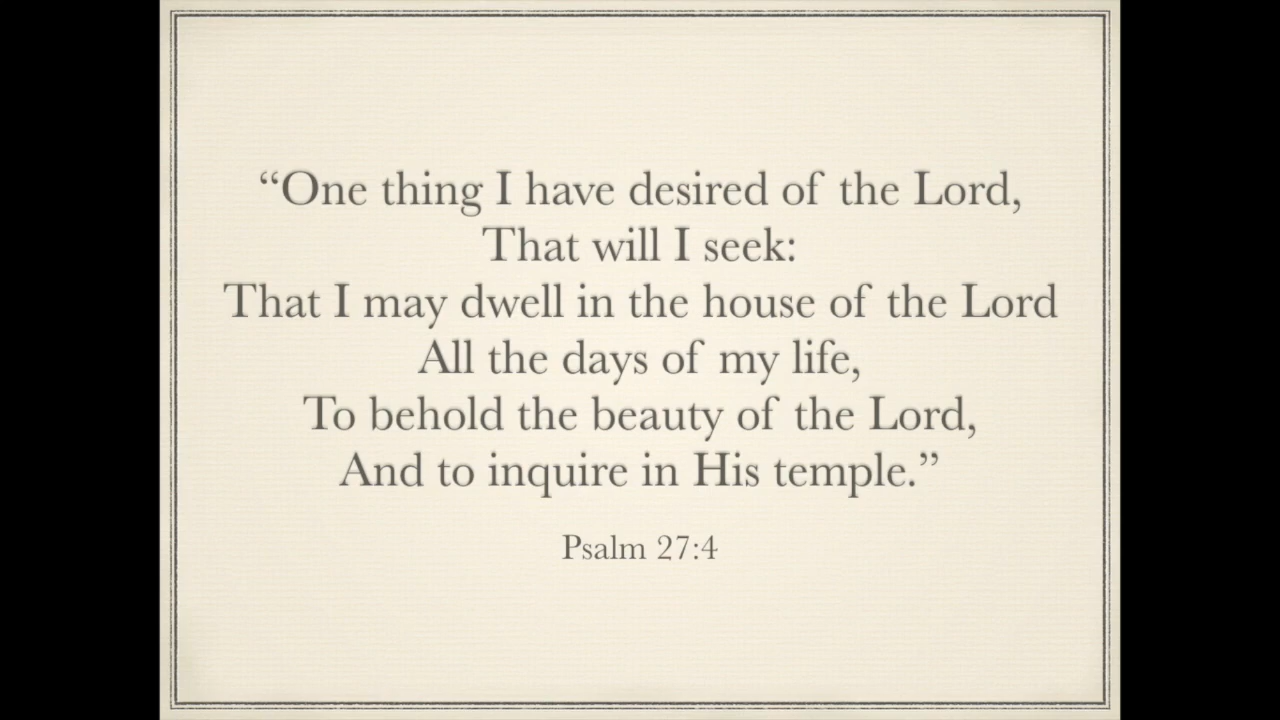 “One thing I have desired of the Lord,
That will I seek:
That I may dwell in the house of the Lord
All the days of my life,
To behold the beauty of the Lord,
And to inquire in His temple.”
Psalm 27:4